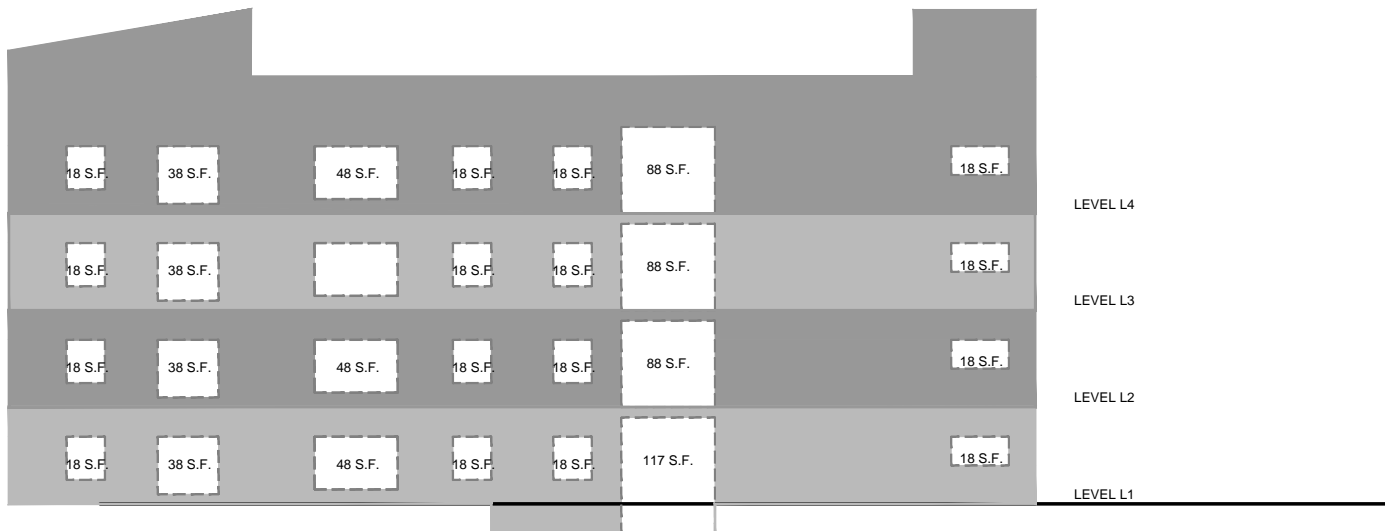 18 S.F. 38 S.F. 48 S.F. 18 S.F. 18 S.F. 88 S.F. 18 S.F.
LEVEL L4
18 S.F. 38 S.F. 18 S.F. 18 S.F. 88 S.F. 18 S.F.
LEVEL L3
18 S.F. 38 S.F. 48 S.F. 18 S.F. 18 S.F. 88 S.F. 18 S.F.
LEVEL L2
18 S.F. 38 S.F. 48 S.F. 18 S.F. 18 S.F. 117 S.F. 18 S.F.
LEVEL L1